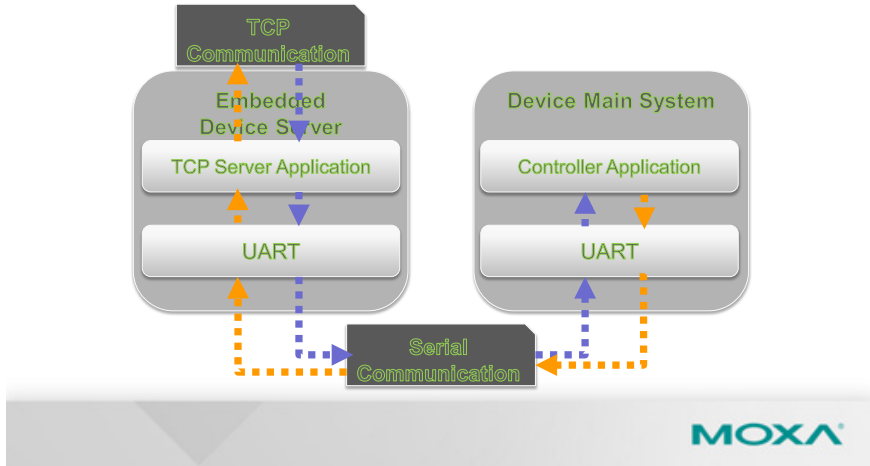 TCP
Communication
Embedded
Device Server
TCP Server Application
UART
Device Main System
Controller Application
UART
Serial
Communication
MOXA